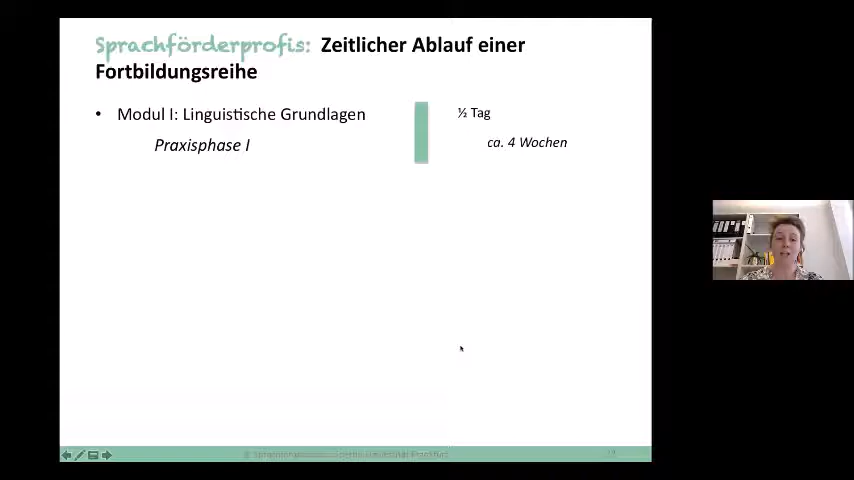 Sprachförderprofis: Zeitlicher Ablauf einer
Fortbildungsreihe
• Modul I: Linguistische Grundlagen
½ Tag
Praxisphase I
ca. 4 Wochen